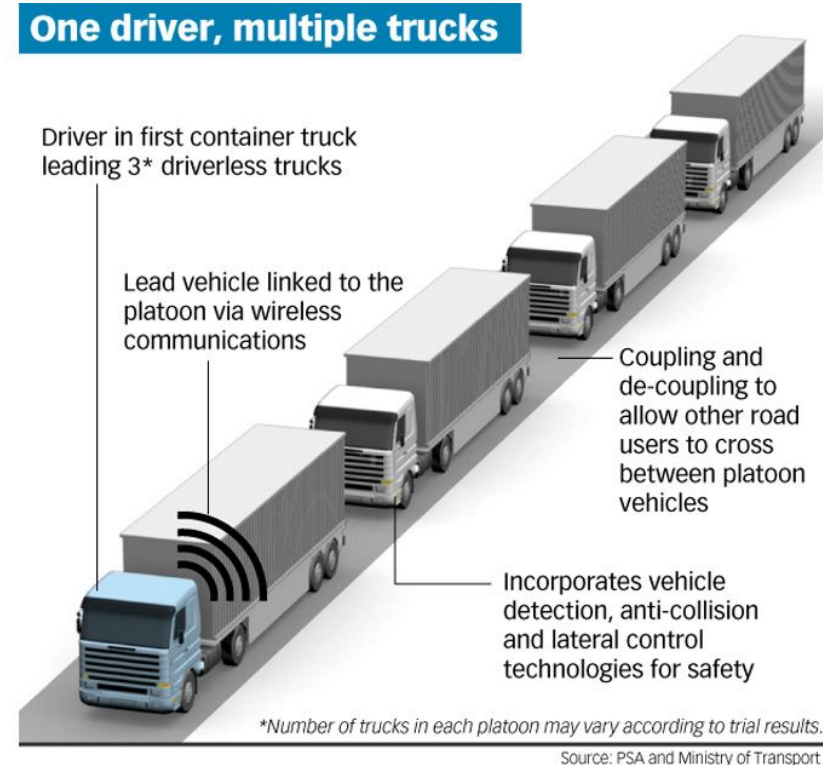 One driver, multiple trucks
Driver in first container truck
leading 3* driverless trucks
Lead vehicle linked to the
platoon via wireless
communications
Coupling and
de-coupling to
allow other road
users to cross
between platoon
vehicles
Incorporates vehicle
detection, anti-collision
and lateral control
technologies for safety
*Number of trucks in each platoon may vary according to trial results.
Source: PSA and Ministry of Transport